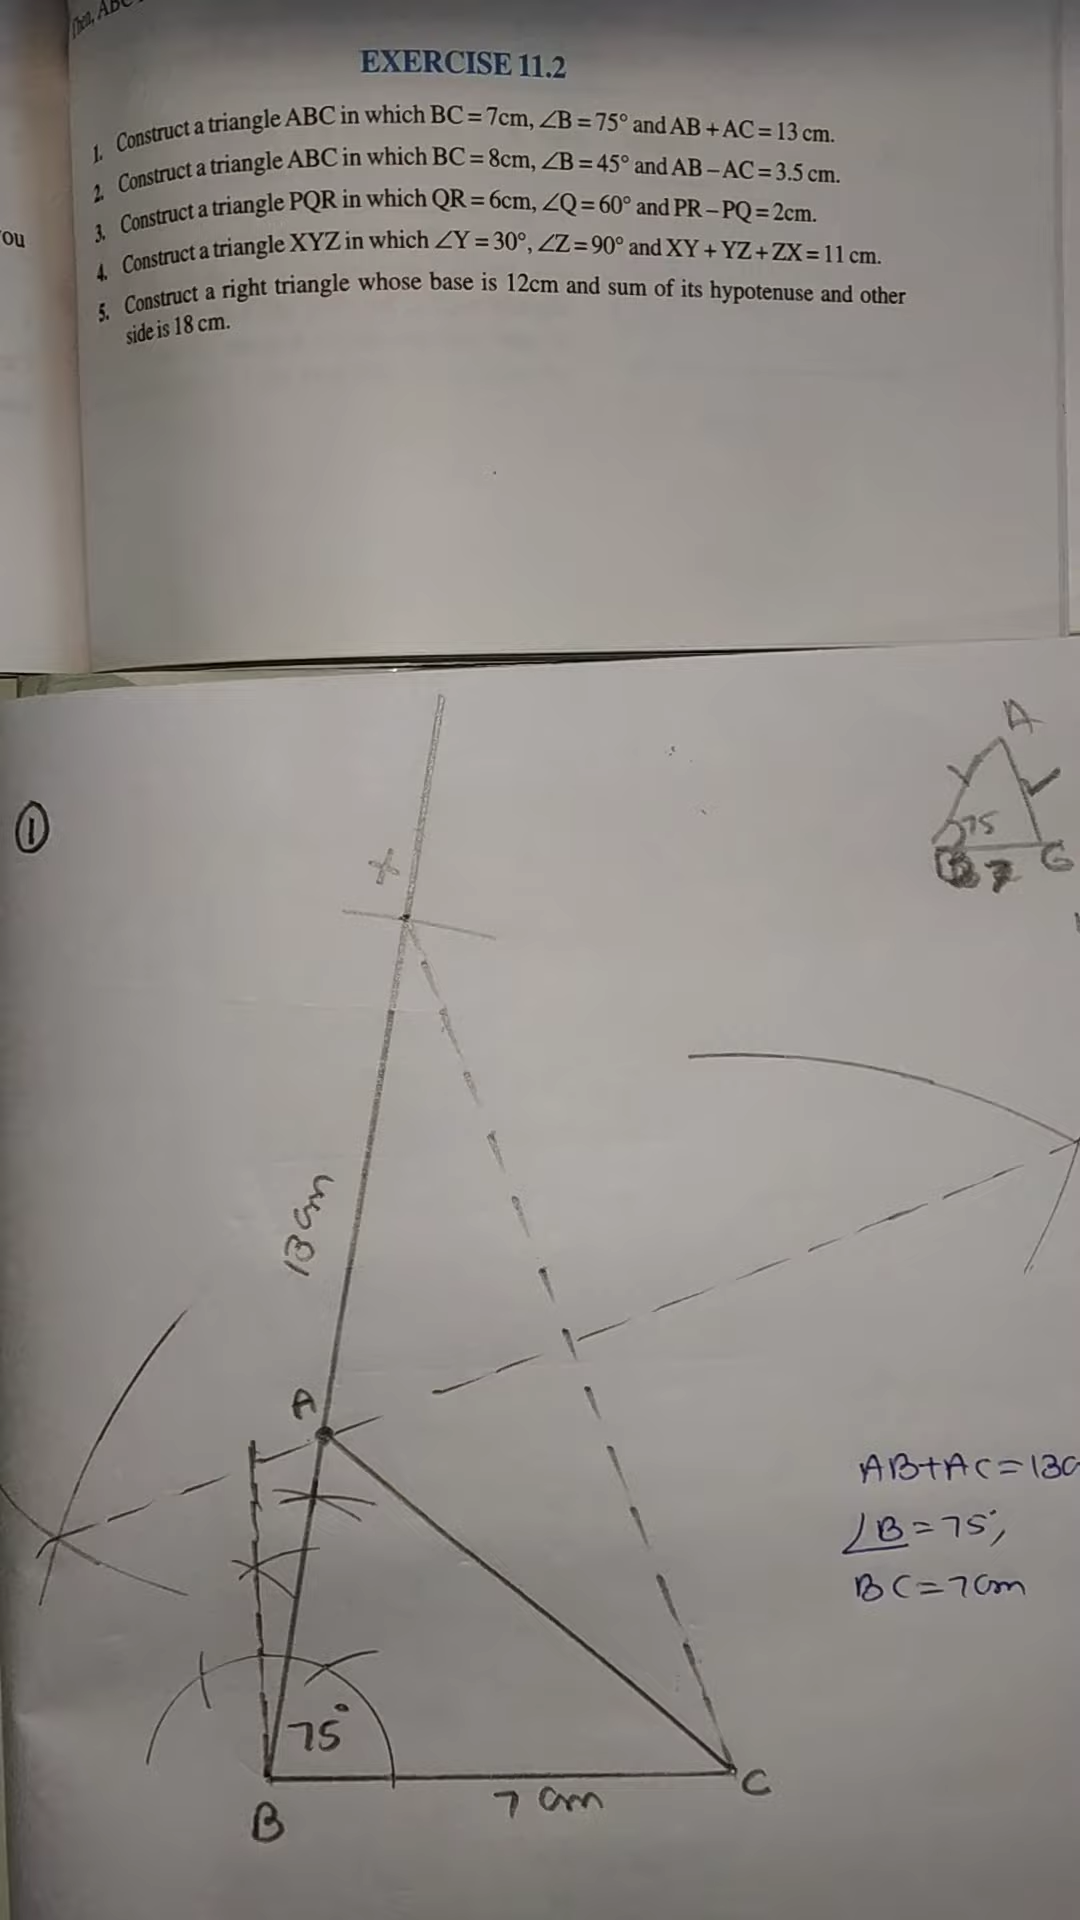 Then, ABC
EXERCISE 11.2
1. Construct a triangle ABC in which BC = 7cm, ∠B = 75° and AB + AC = 13 cm.
2. Construct a triangle ABC in which BC = 8cm, ∠B = 45° and AB – AC = 3.5 cm.
3. Construct a triangle PQR in which QR = 6cm, ∠Q = 60° and PR – PQ = 2cm.
4. Construct a triangle XYZ in which ∠Y = 30°, ∠Z = 90° and XY + YZ + ZX = 11 cm.
5. Construct a right triangle whose base is 12cm and sum of its hypotenuse and other
side is 18 cm.
ou
1
A
75
B 7 C
X
13cm
A
AB+AC=13c
∠B=75°,
BC=7cm
75°
B
7 cm
C